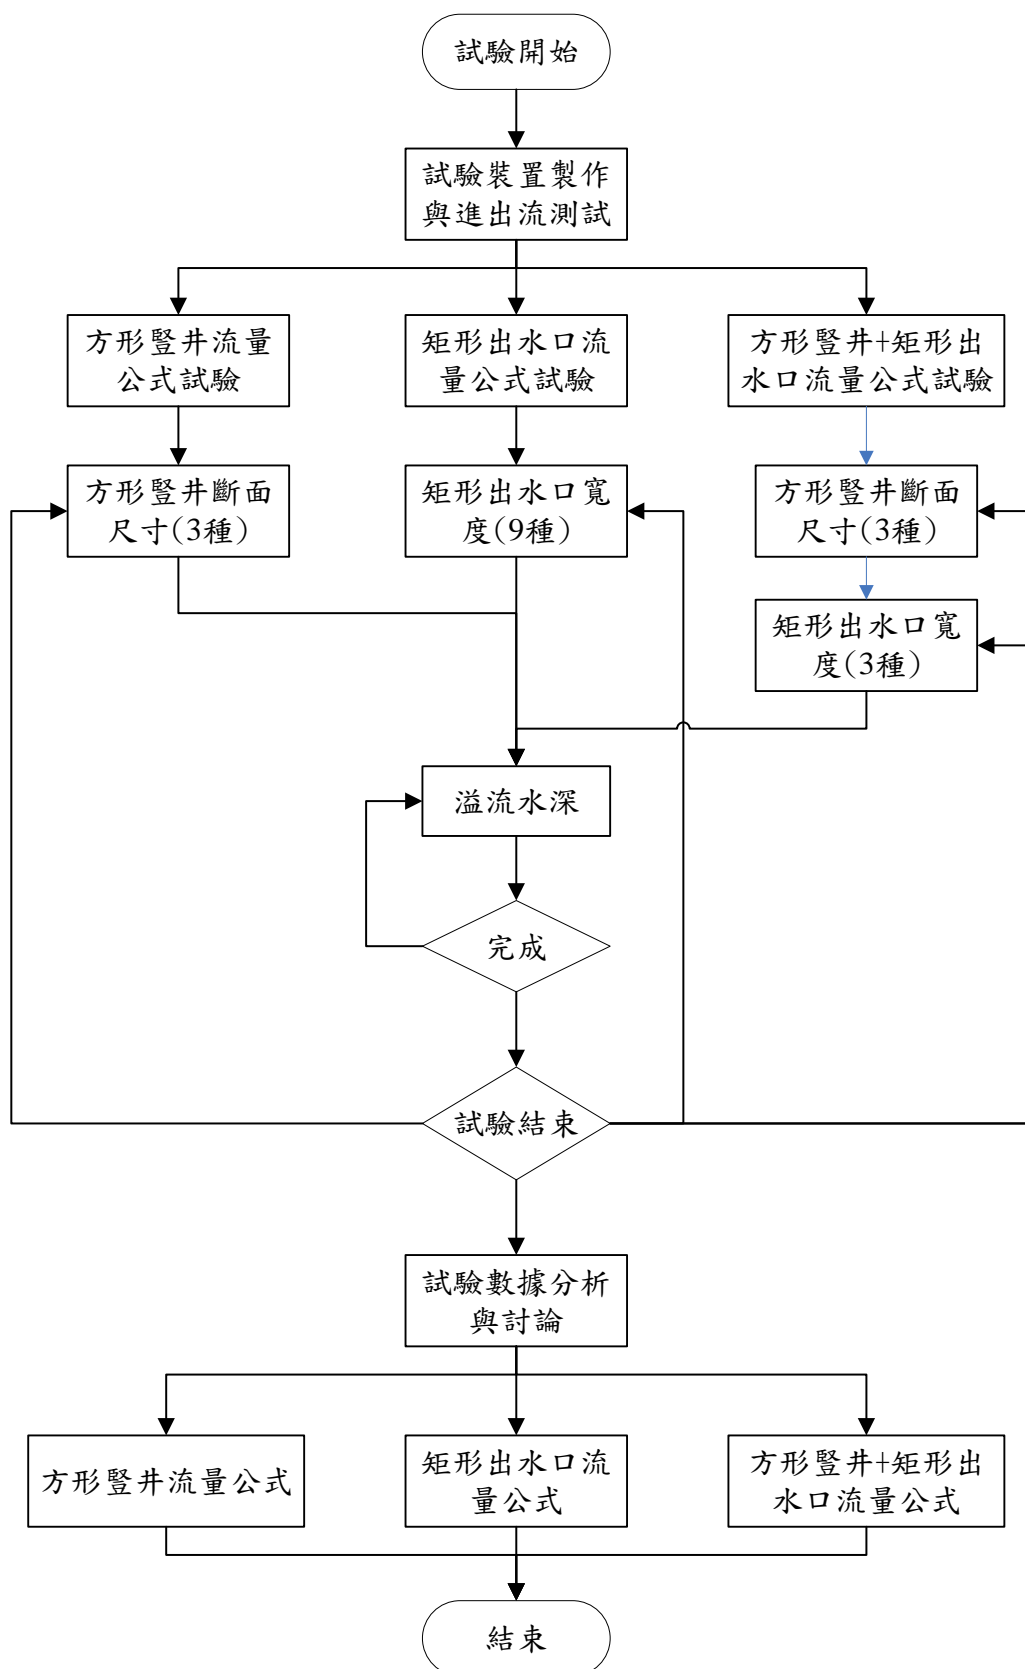 試驗開始
試驗裝置製作
與進出流測試
方形豎井流量
公式試驗
矩形出水口流
量公式試驗
方形豎井+矩形出
水口流量公式試驗
方形豎井斷面
尺寸(3種)
矩形出水口寬
度(9種)
方形豎井斷面
尺寸(3種)
矩形出水口寬
度(3種)
溢流水深
完成
試驗結束
試驗數據分析
與討論
方形豎井流量公式
矩形出水口流
量公式
方形豎井+矩形出
水口流量公式
結束